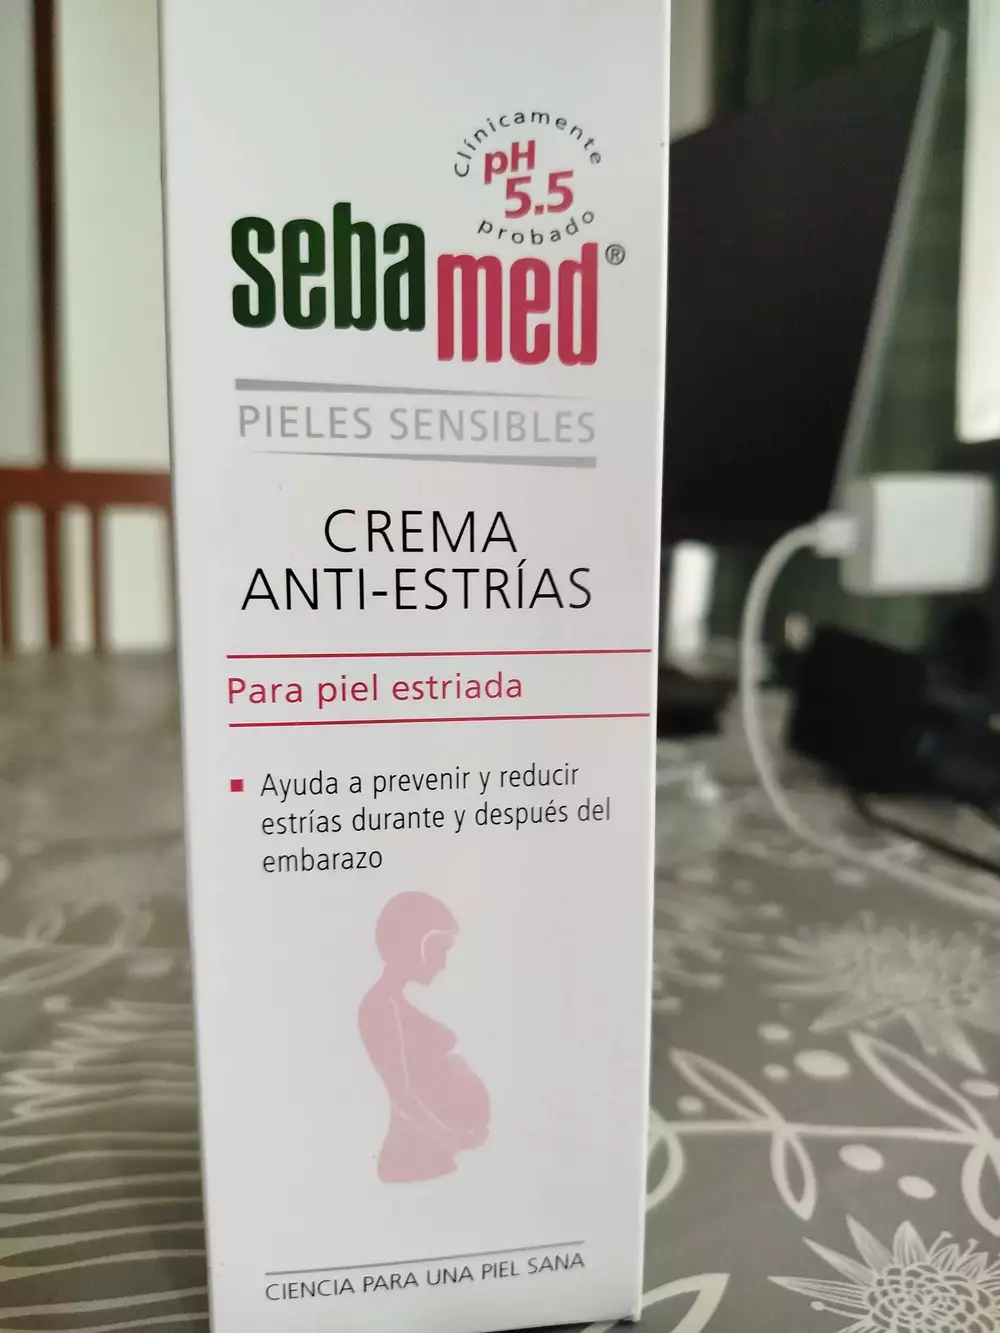 Clínicamente
pH
5.5
probado
sebamed®
PIELES SENSIBLES
CREMA
ANTI-ESTRÍAS
Para piel estriada
▪ Ayuda a prevenir y reducir
estrías durante y después del
embarazo
CIENCIA PARA UNA PIEL SANA